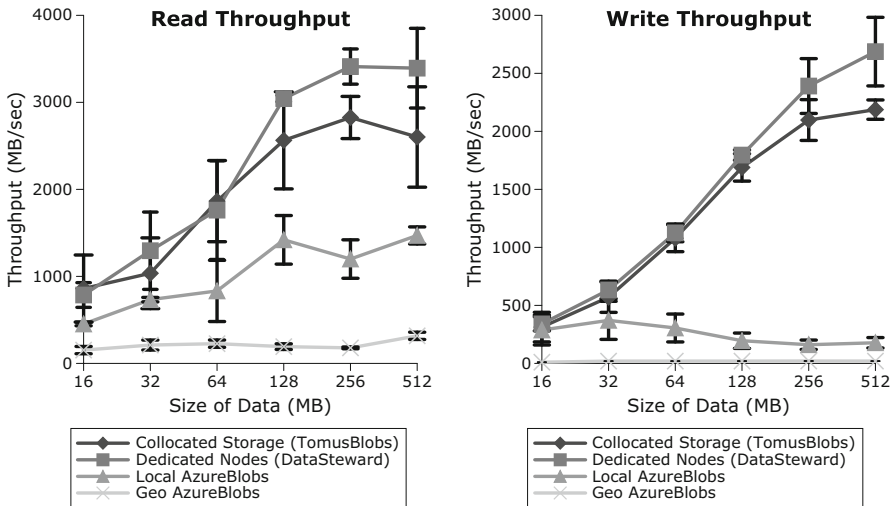 Read Throughput
4000
3000
2000
1000
0
Throughput (MB/sec)
16 32 64 128 256 512
Size of Data (MB)
Collocated Storage (TomusBlobs)
Dedicated Nodes (DataSteward)
Local AzureBlobs
Geo AzureBlobs
Write Throughput
3000
2500
2000
1500
1000
500
0
Throughput (MB/sec)
16 32 64 128 256 512
Size of Data (MB)
Collocated Storage (TomusBlobs)
Dedicated Nodes (DataSteward)
Local AzureBlobs
Geo AzureBlobs